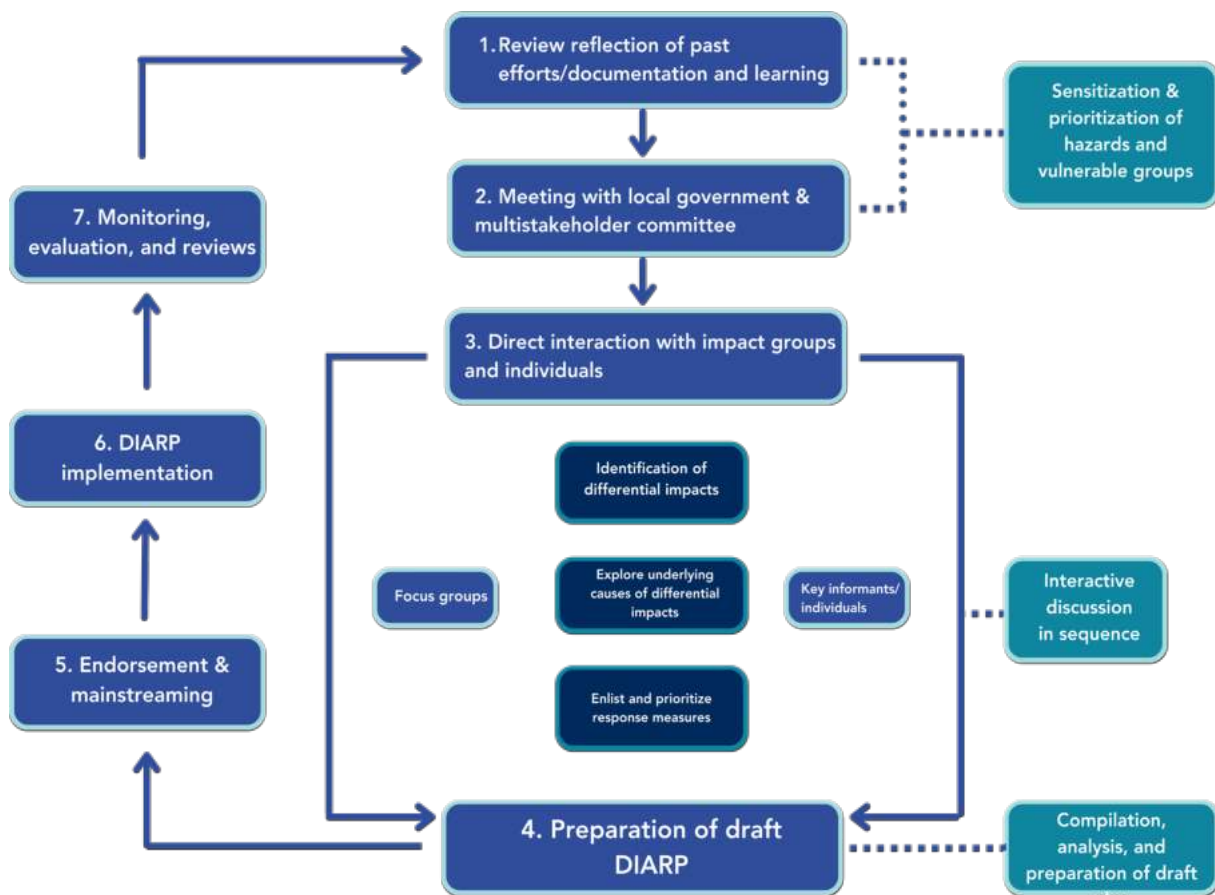 1. Review reflection of past
efforts/documentation and learning
Sensitization &
prioritization of
hazards and
vulnerable groups
2. Meeting with local government &
multistakeholder committee
7. Monitoring,
evaluation, and reviews
3. Direct interaction with impact groups
and individuals
6. DIARP
implementation
Identification of
differential impacts
Focus groups
Explore underlying
causes of differential
impacts
Key informants/
individuals
Interactive
discussion
in sequence
5. Endorsement &
mainstreaming
Enlist and prioritize
response measures
4. Preparation of draft
DIARP
Compilation,
analysis, and
preparation of draft